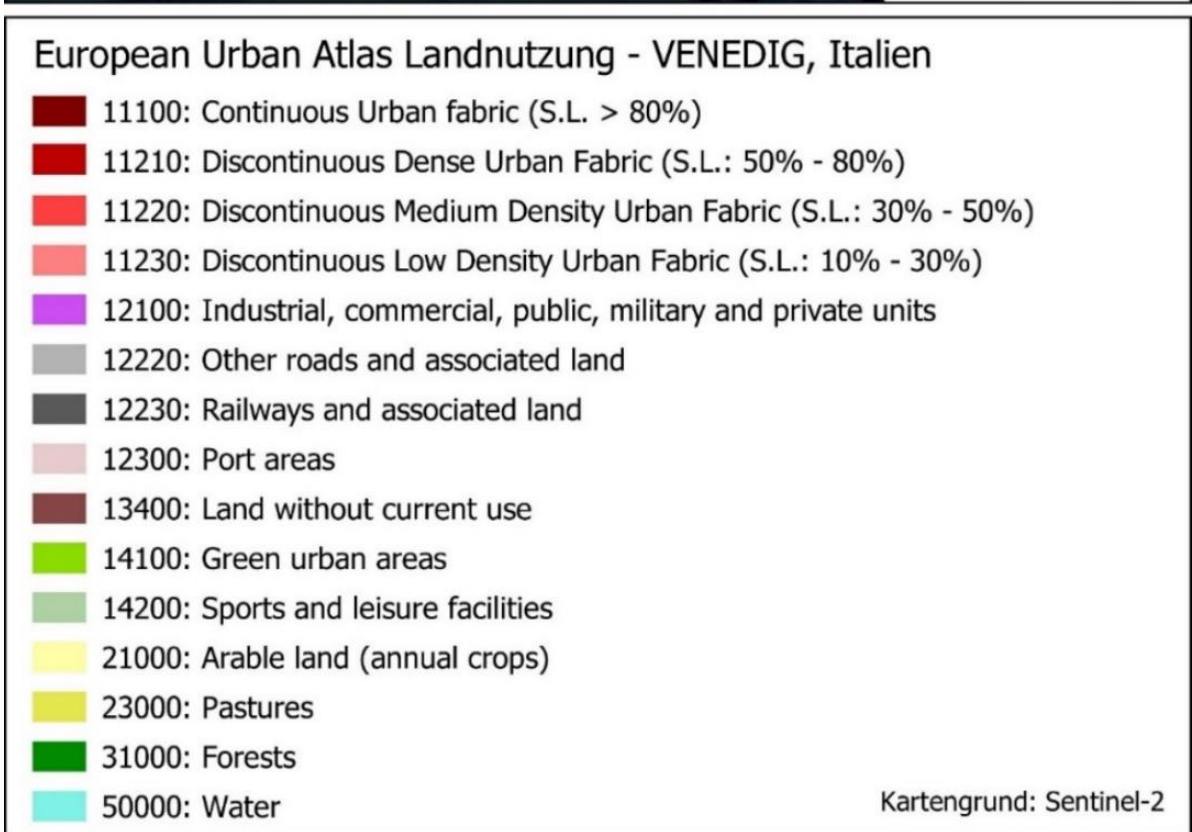 European Urban Atlas Landnutzung - VENEDIG, Italien
11100: Continuous Urban fabric (S.L. > 80%)
11210: Discontinuous Dense Urban Fabric (S.L.: 50% - 80%)
11220: Discontinuous Medium Density Urban Fabric (S.L.: 30% - 50%)
11230: Discontinuous Low Density Urban Fabric (S.L.: 10% - 30%)
12100: Industrial, commercial, public, military and private units
12220: Other roads and associated land
12230: Railways and associated land
12300: Port areas
13400: Land without current use
14100: Green urban areas
14200: Sports and leisure facilities
21000: Arable land (annual crops)
23000: Pastures
31000: Forests
50000: Water
Kartengrund: Sentinel-2